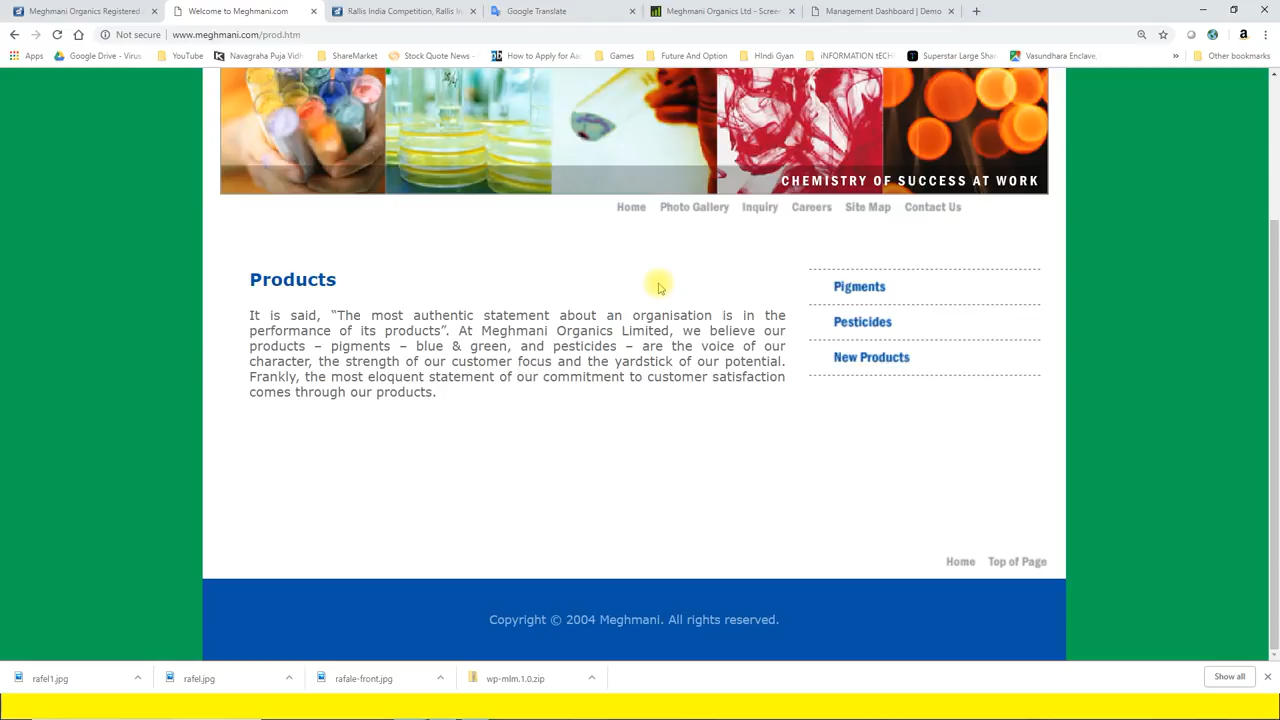 Meghmani Organics Registered
Welcome to Meghmani.com
Rallis India Competition, Rallis In
Google Translate
Meghmani Organics Ltd - Screen
Management Dashboard | Demo
Not secure
www.meghmani.com/prod.htm
Apps
Google Drive - Virus
YouTube
Navagraha Puja Vidh
ShareMarket
Stock Quote News -
How to Apply for Aad
Games
Future And Option
HIndi Gyan
iNFORMATION tECH
Superstar Large Shar
Vasundhara Enclave,
»
Other bookmarks
CHEMISTRY OF SUCCESS AT WORK
Home Photo Gallery Inquiry Careers Site Map Contact Us
Products
It is said, “The most authentic statement about an organisation is in the
performance of its products”. At Meghmani Organics Limited, we believe our
products – pigments – blue & green, and pesticides – are the voice of our
character, the strength of our customer focus and the yardstick of our potential.
Frankly, the most eloquent statement of our commitment to customer satisfaction
comes through our products.
Pigments
Pesticides
New Products
Home Top of Page
Copyright © 2004 Meghmani. All rights reserved.
rafel1.jpg
rafel.jpg
rafale-front.jpg
wp-mlm.1.0.zip
Show all